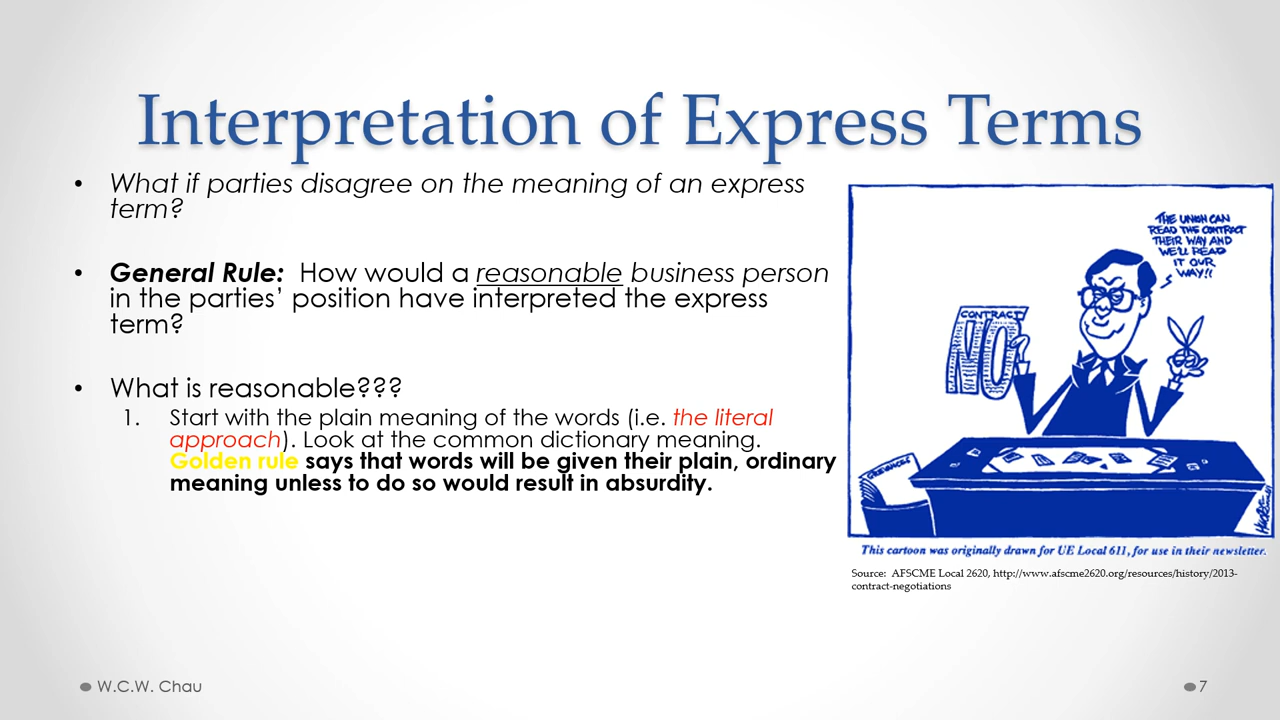 Interpretation of Express Terms
• What if parties disagree on the meaning of an express
term?
• General Rule: How would a reasonable business person
in the parties' position have interpreted the express
term?
• What is reasonable???
1. Start with the plain meaning of the words (i.e. the literal
approach). Look at the common dictionary meaning.
Golden rule says that words will be given their plain, ordinary
meaning unless to do so would result in absurdity.
THE UNION CAN
READ THE CONTRACT
THEIR WAY AND
WE'LL READ
IT OUR
WAY!!
CONTRACT
NO
GRIEVANCES
This cartoon was originally drawn for UE Local 611, for use in their newsletter.
Source: AFSCME Local 2620, http://www.afscme2620.org/resources/history/2013-
contract-negotiations
W.C.W. Chau
7